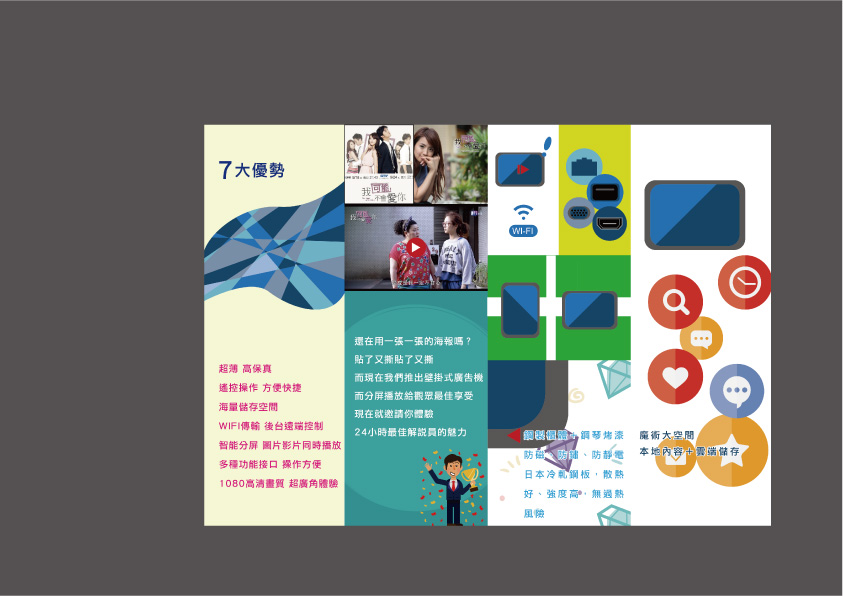 7大優勢
超薄 高保真
遙控操作 方便快捷
海量儲存空間
WIFI傳輸 後台遠端控制
智能分屏 圖片影片同時播放
多種功能接口 操作方便
1080高清畫質 超廣角體驗
我
回
不會愛你
還在用一張一張的海報嗎？
貼了又撕貼了又撕
而現在我們推出壁掛式廣告機
而分屏播放給觀眾最佳享受
現在就邀請你體驗
24小時最佳解說員的魅力
WI-FI
鋼琴烤漆
防磁、防鏽、防靜電
日本冷軋鋼板，散熱
好、強度高，無過熱
風險
魔術大空間
本地內容＋雲端儲存